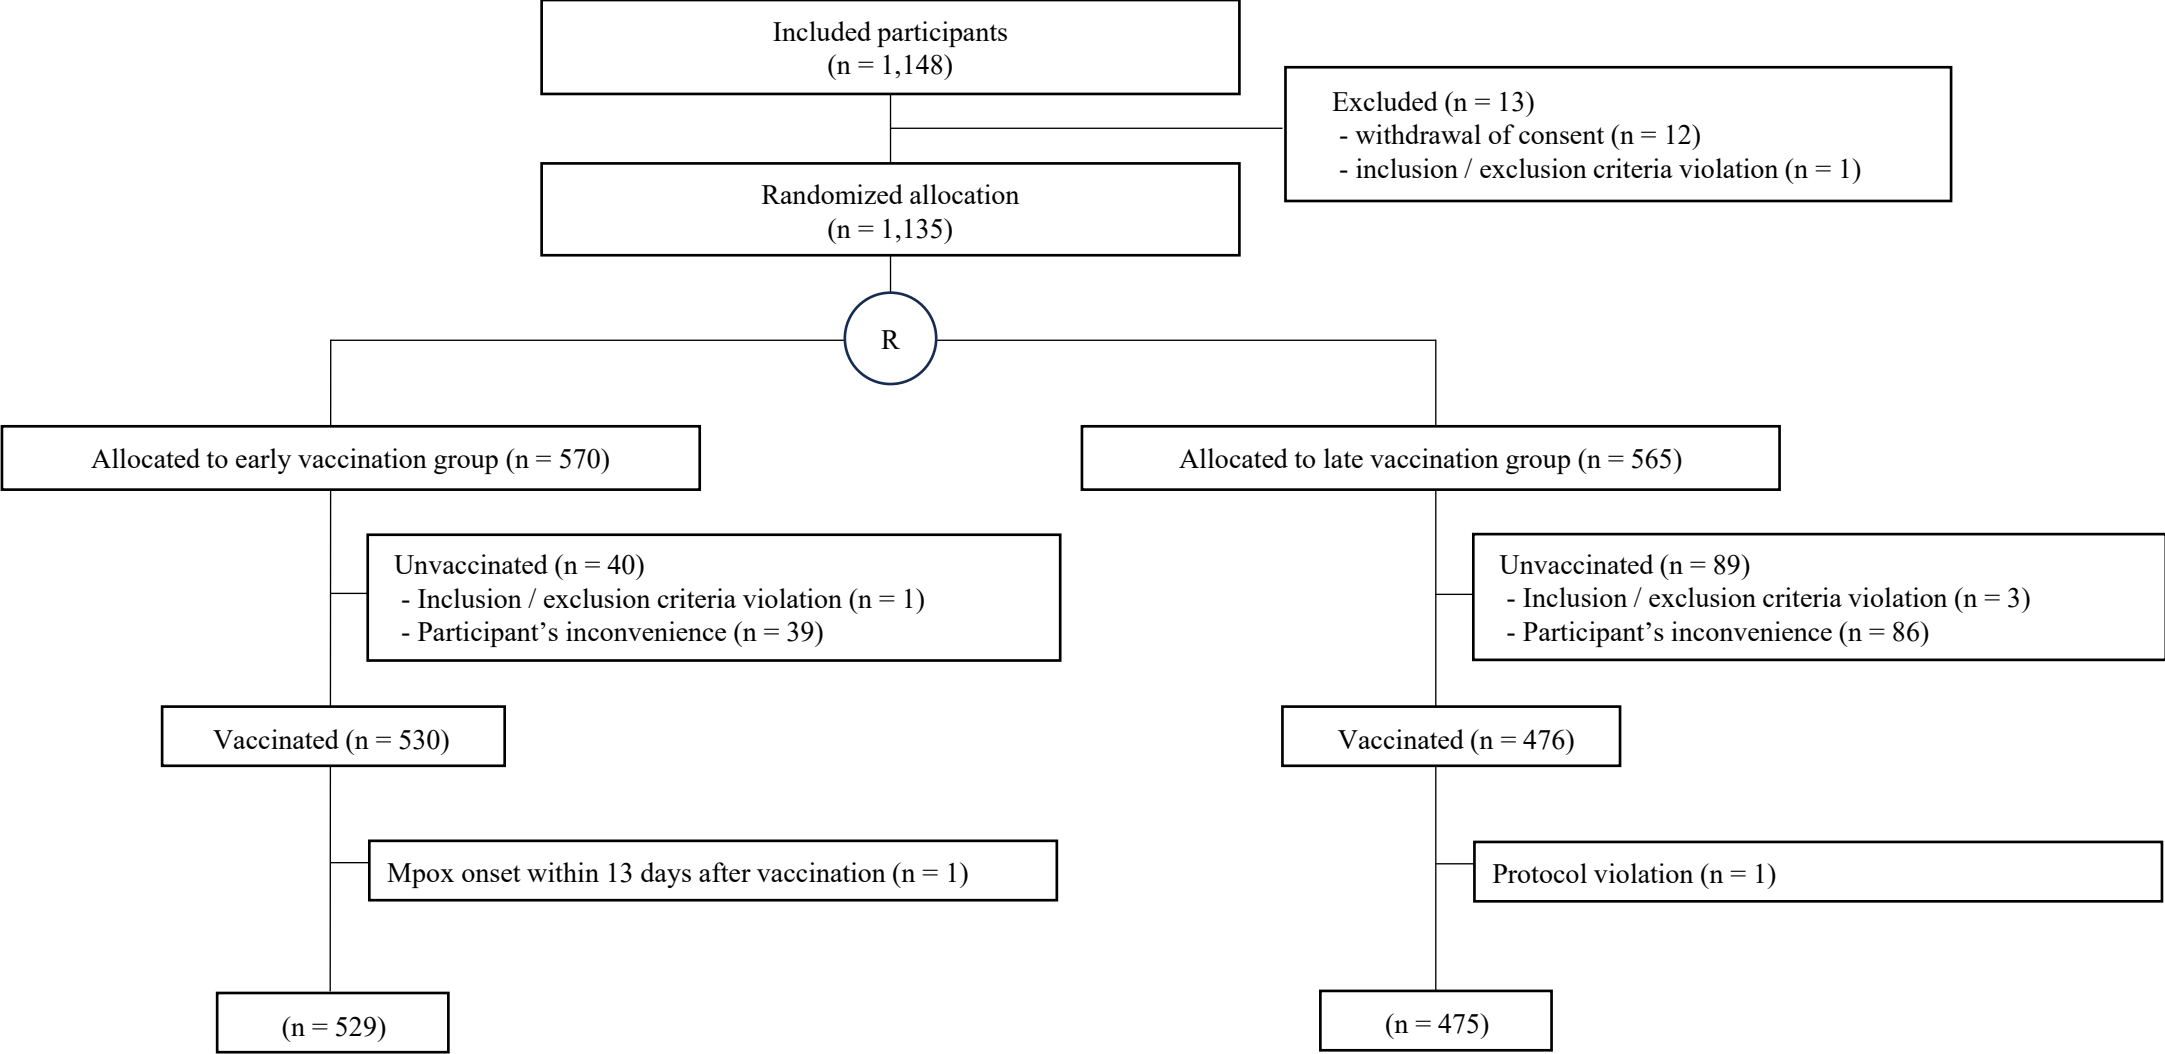 Included participants
(n = 1,148)
Excluded (n = 13)
- withdrawal of consent (n = 12)
- inclusion / exclusion criteria violation (n = 1)
Randomized allocation
(n = 1,135)
R
Allocated to early vaccination group (n = 570)
Allocated to late vaccination group (n = 565)
Unvaccinated (n = 40)
- Inclusion / exclusion criteria violation (n = 1)
- Participant’s inconvenience (n = 39)
Unvaccinated (n = 89)
- Inclusion / exclusion criteria violation (n = 3)
- Participant’s inconvenience (n = 86)
Vaccinated (n = 530)
Vaccinated (n = 476)
Mpox onset within 13 days after vaccination (n = 1)
Protocol violation (n = 1)
(n = 529)
(n = 475)